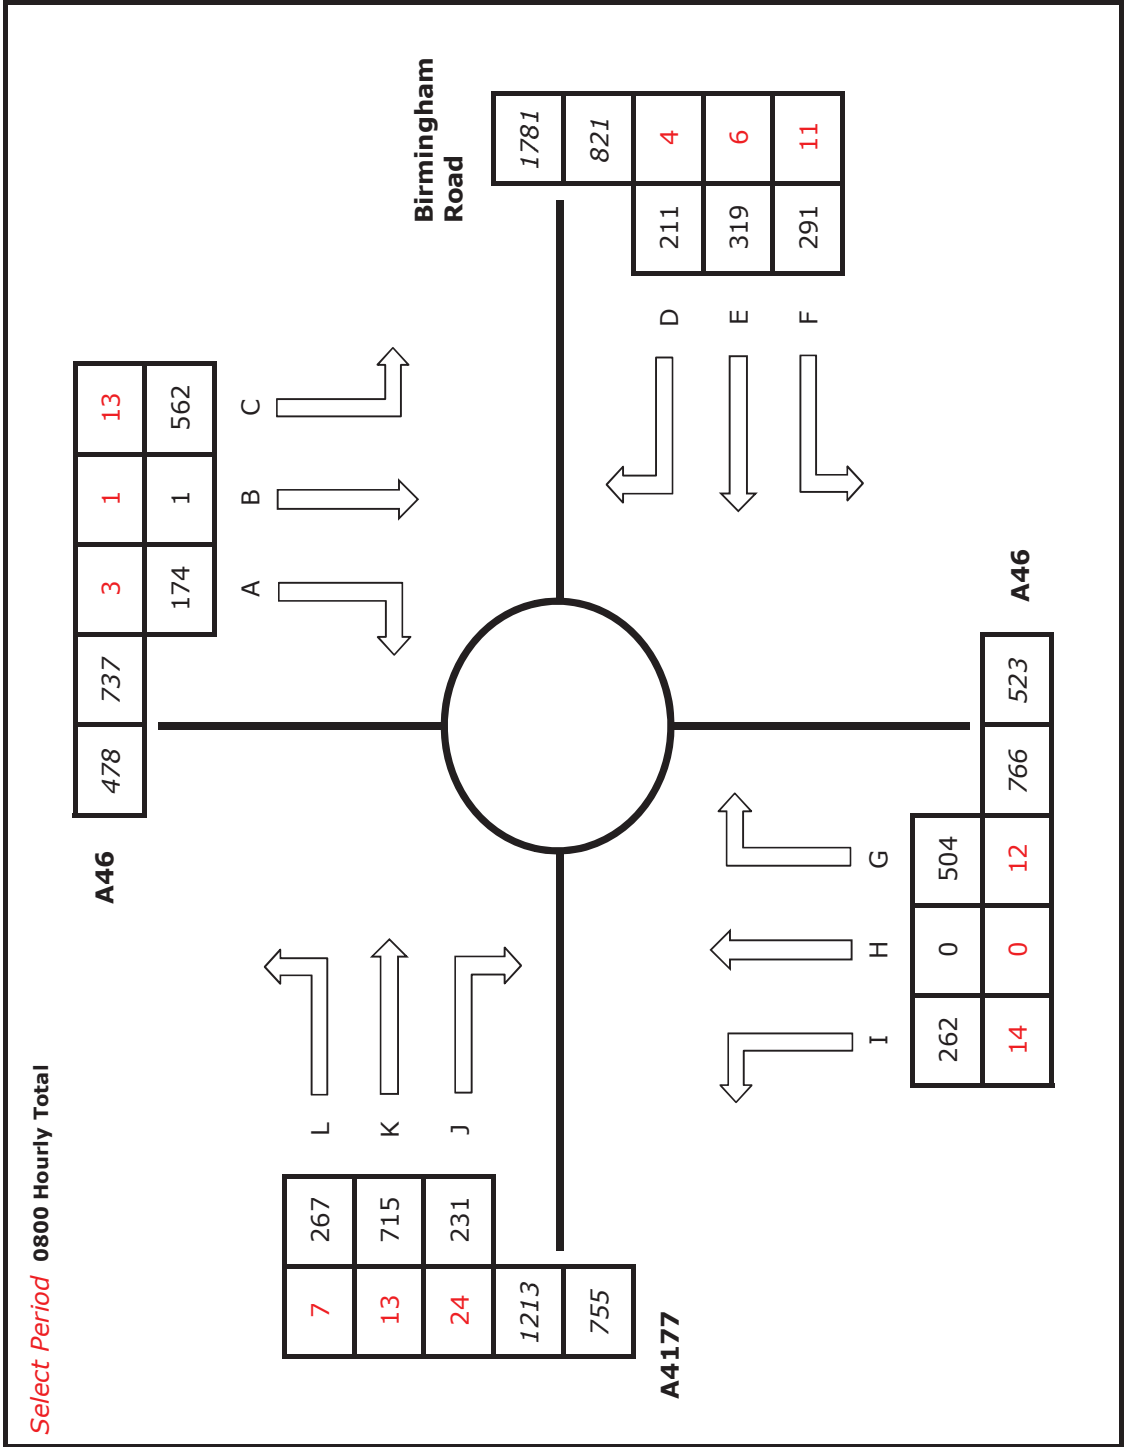 Select Period 0800 Hourly Total
A46
478 737 3 1 13
174 1 562
A B C
Birmingham
Road
1781
821
211 4
319 6
291 11
D
E
F
L
K
J
7 267
13 715
24 231
1213
755
A4177
I H G
262 0 504
14 0 12 766 523
A46